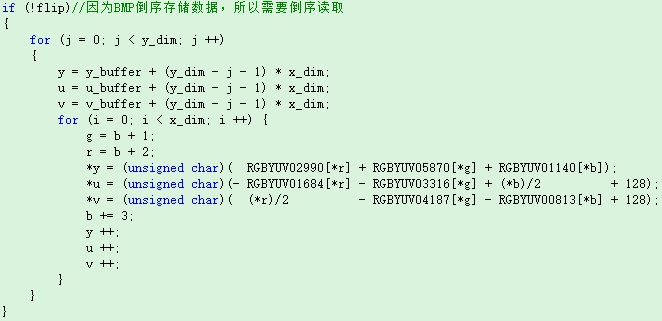 if (!flip)//因为BMP倒序存储数据，所以需要倒序读取
{
    for (j = 0; j < y_dim; j ++)
    {
        y = y_buffer + (y_dim - j - 1) * x_dim;
        u = u_buffer + (y_dim - j - 1) * x_dim;
        v = v_buffer + (y_dim - j - 1) * x_dim;
        for (i = 0; i < x_dim; i ++) {
            g = b + 1;
            r = b + 2;
            *y = (unsigned char)(  RGBYUV02990[*r] + RGBYUV05870[*g] + RGBYUV01140[*b]);
            *u = (unsigned char)(- RGBYUV01684[*r] - RGBYUV03316[*g] + (*b)/2          + 128);
            *v = (unsigned char)(  (*r)/2          - RGBYUV04187[*g] - RGBYUV00813[*b] + 128);
            b += 3;
            y ++;
            u ++;
            v ++;
        }
    }
}